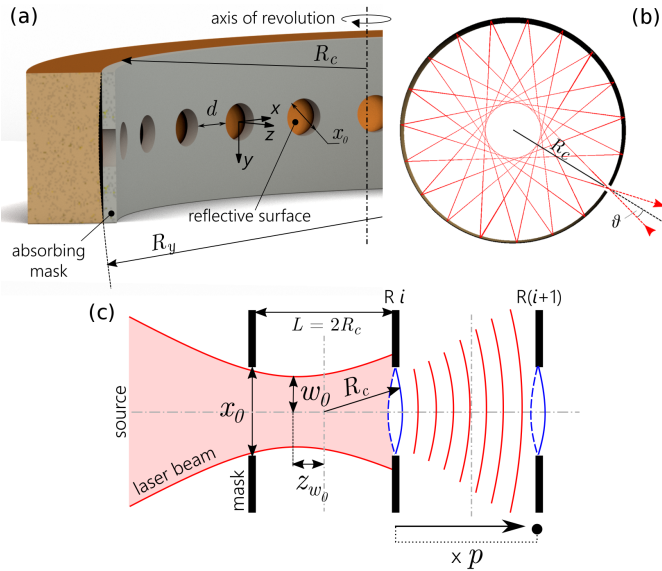 (a)
axis of revolution
R_c
d
x
z
y
x_0
reflective surface
absorbing
mask
R_y
(b)
R_c
ϑ
(c)
R i
R(i+1)
L = 2R_c
source
x_0
w_0
R_c
laser beam
mask
z_{w_0}
x p